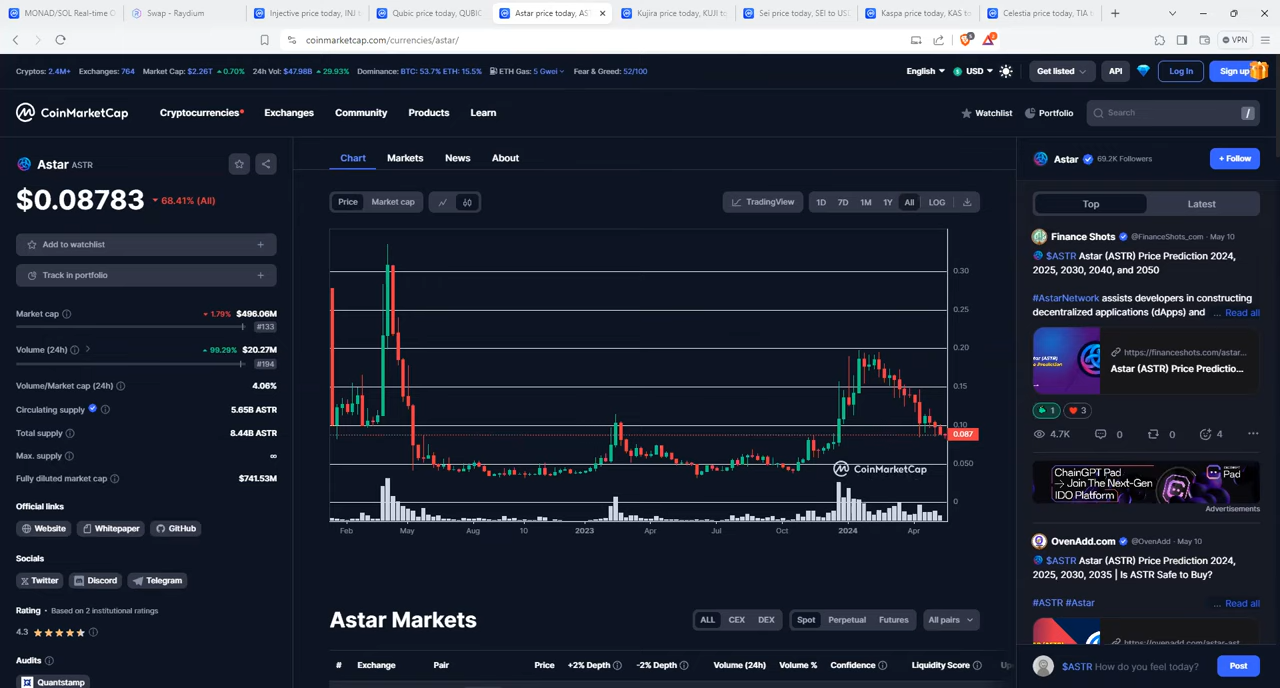 MONAD/SOL Real-time O
Swap - Raydium
Injective price today, INJ t
Qubic price today, QUBIC
Astar price today, AS
Kujira price today, KUJI to
Sei price today, SEI to US
Kaspa price today, KAS to
Celestia price today, TIA t
coinmarketcap.com/currencies/astar/
VPN
Cryptos: 2.4M+ Exchanges: 764 Market Cap: $2.26T 0.70% 24h Vol: $47.98B 29.93% Dominance: BTC: 53.7% ETH: 15.5% ETH Gas: 5 Gwei Fear & Greed: 52/100
English USD Get listed API Log In Sign up
CoinMarketCap Cryptocurrencies Exchanges Community Products Learn
Watchlist Portfolio Search /
Astar ASTR
$0.08783 68.41% (All)
Add to watchlist +
Track in portfolio +
Market cap 1.79% $496.06M
#133
Volume (24h) 99.29% $20.27M
#194
Volume/Market cap (24h) 4.06%
Circulating supply 5.65B ASTR
Total supply 8.44B ASTR
Max. supply ∞
Fully diluted market cap $741.53M
Official links
Website Whitepaper GitHub
Socials
Twitter Discord Telegram
Rating · Based on 2 institutional ratings
4.3
Audits
Quantstamp
Chart Markets News About
Price Market cap
TradingView 1D 7D 1M 1Y All LOG
0.30
0.25
0.20
0.15
0.10
0.087
0.050
0
CoinMarketCap
Feb May Aug 10 2023 Apr Jul Oct 2024 Apr
Astar Markets
ALL CEX DEX Spot Perpetual Futures All pairs
# Exchange Pair Price +2% Depth -2% Depth Volume (24h) Volume % Confidence Liquidity Score
Astar 69.2K Followers + Follow
Top Latest
Finance Shots @FinanceShots_com · May 10
$ASTR Astar (ASTR) Price Prediction 2024,
2025, 2030, 2040, and 2050
#AstarNetwork assists developers in constructing
decentralized applications (dApps) and ... Read all
https://financeshots.com/astar...
Astar (ASTR) Price Predictio...
1 3
4.7K 0 0 4
ChainGPT Pad
→ Join The Next-Gen
IDO Platform
Pad
Advertisements
OvenAdd.com @OvenAdd · May 10
$ASTR Astar (ASTR) Price Prediction 2024,
2025, 2030, 2035 | Is ASTR Safe to Buy?
#ASTR #Astar ... Read all
https://ovenadd.com/astar-ast...
$ASTR How do you feel today? Post